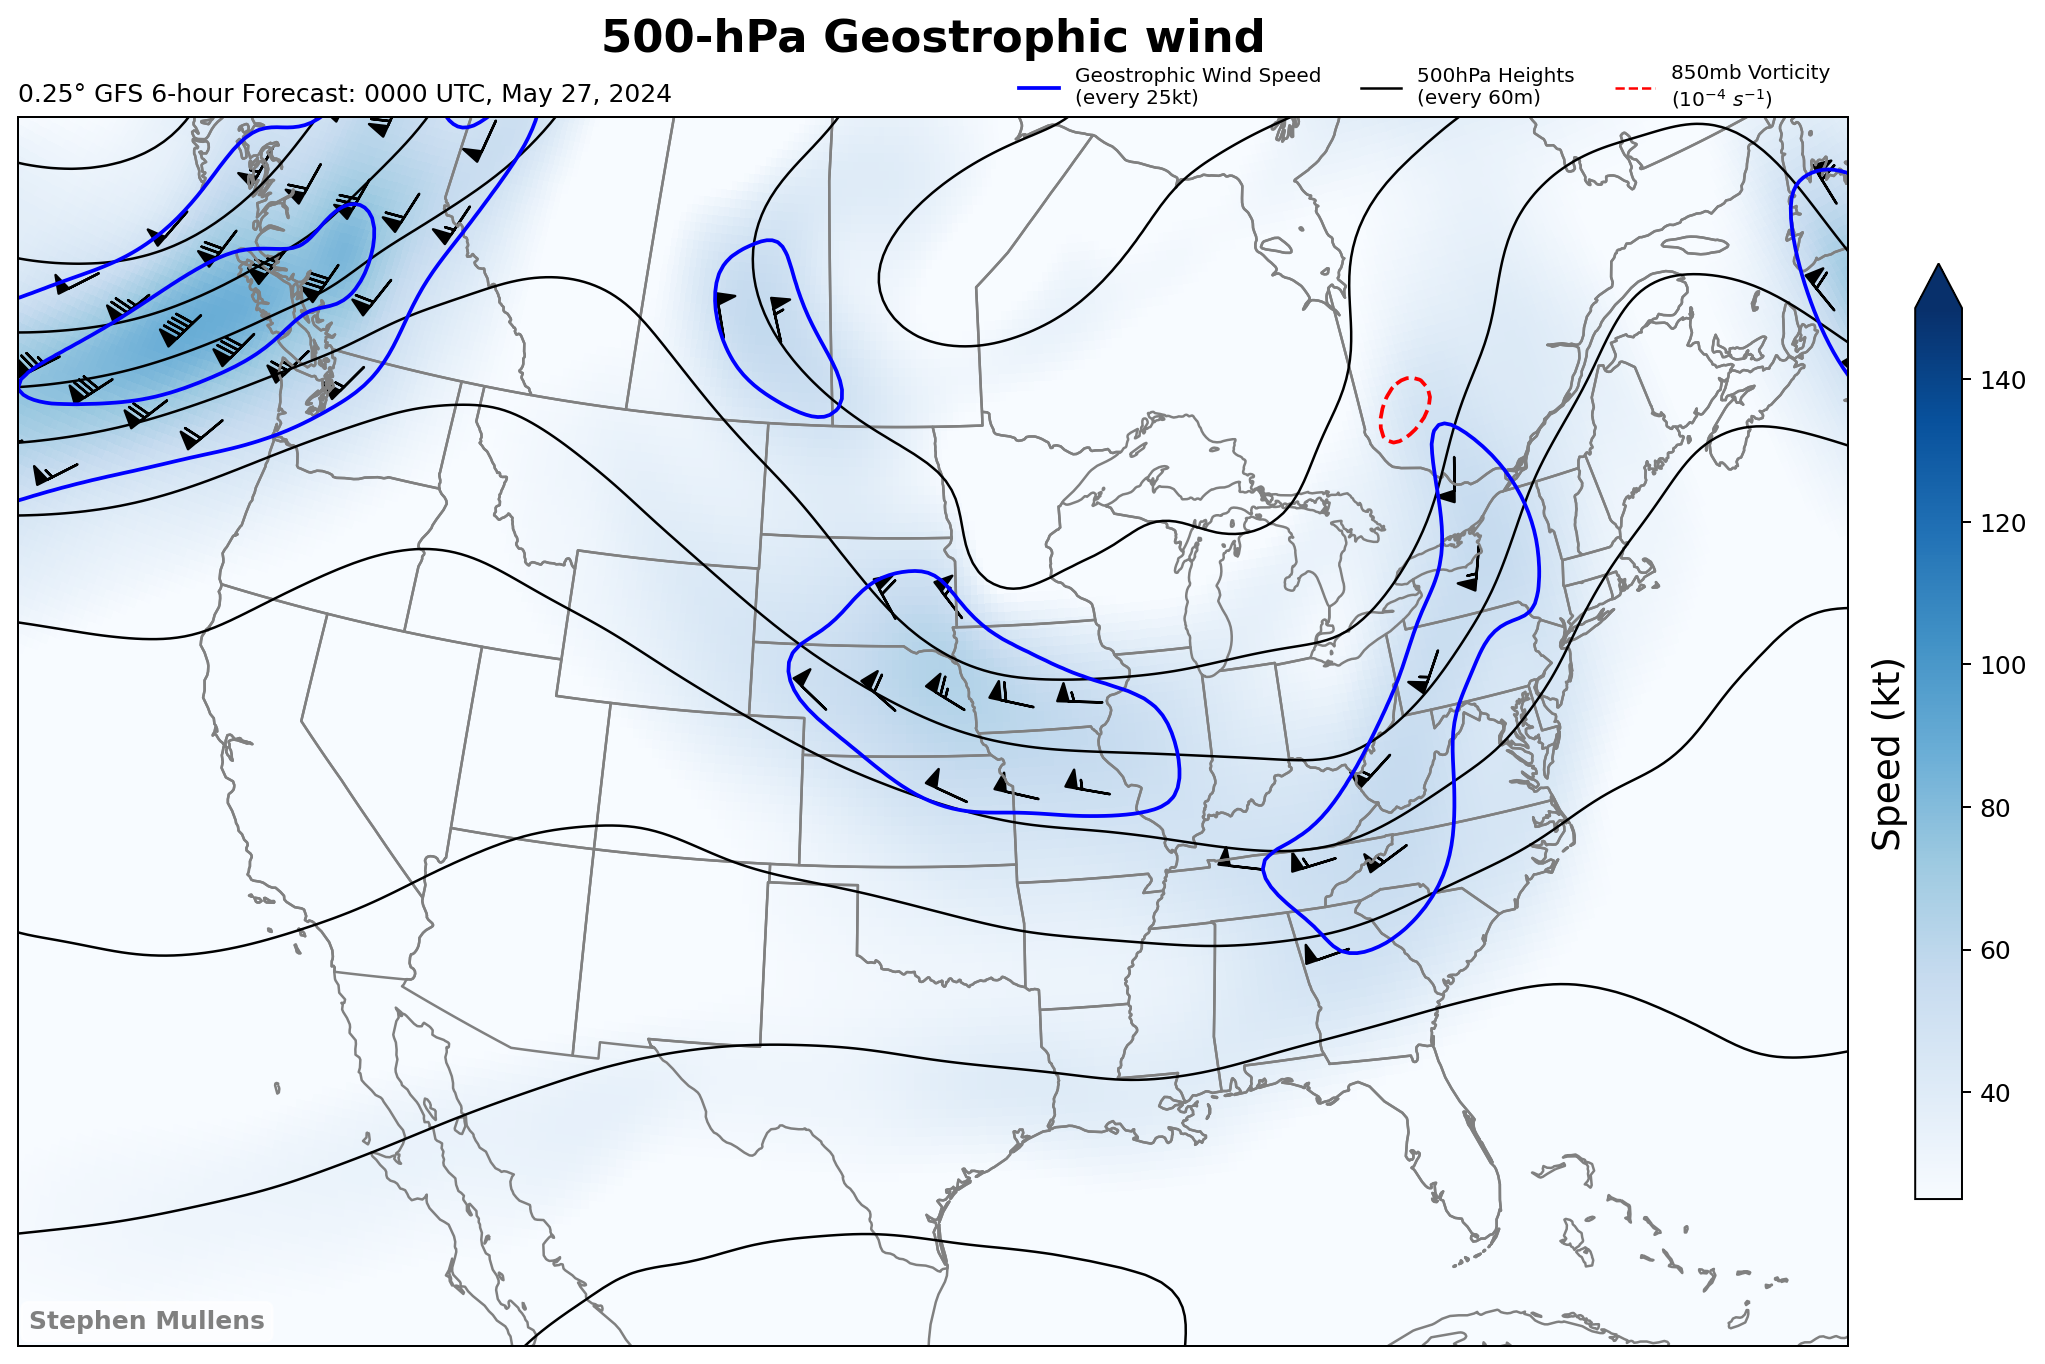 500-hPa Geostrophic wind
0.25° GFS 6-hour Forecast: 0000 UTC, May 27, 2024
Geostrophic Wind Speed
(every 25kt)
500hPa Heights
(every 60m)
850mb Vorticity
(10⁻⁴ s⁻¹)
140
120
100
80
60
40
Speed (kt)
Stephen Mullens